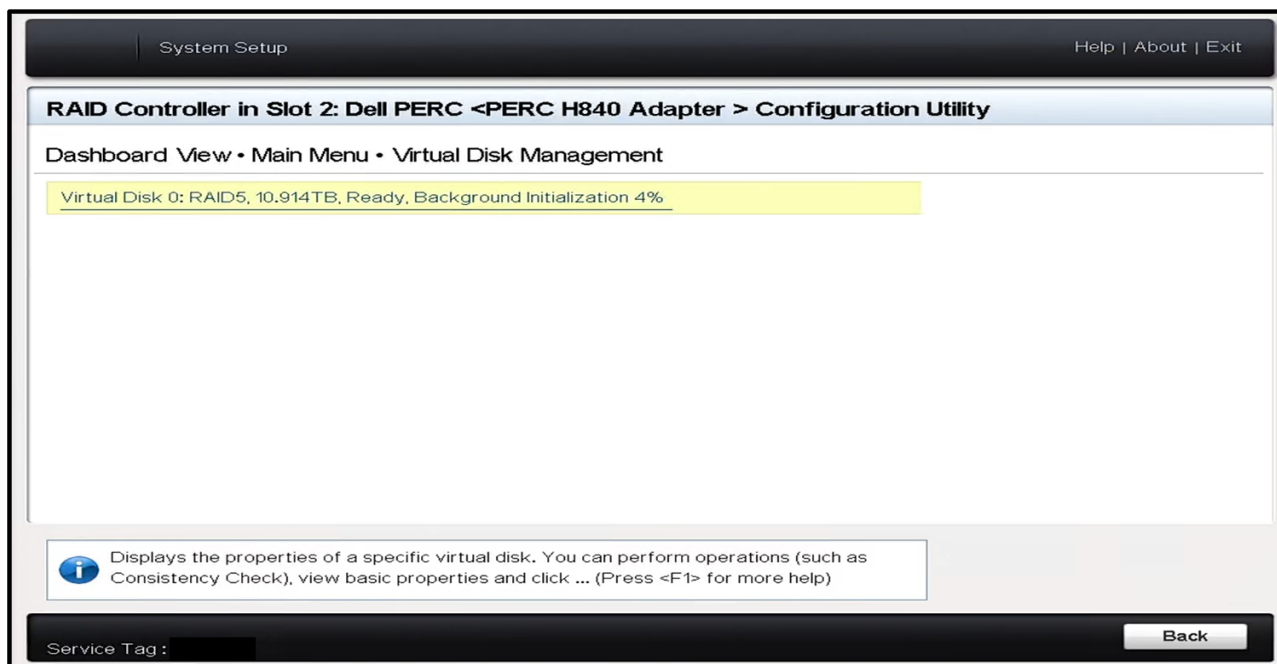 System Setup
Help | About | Exit
RAID Controller in Slot 2: Dell PERC <PERC H840 Adapter > Configuration Utility
Dashboard View • Main Menu • Virtual Disk Management
Virtual Disk 0: RAID5, 10.914TB, Ready, Background Initialization 4%
Displays the properties of a specific virtual disk. You can perform operations (such as
Consistency Check), view basic properties and click ... (Press <F1> for more help)
Back
Service Tag :